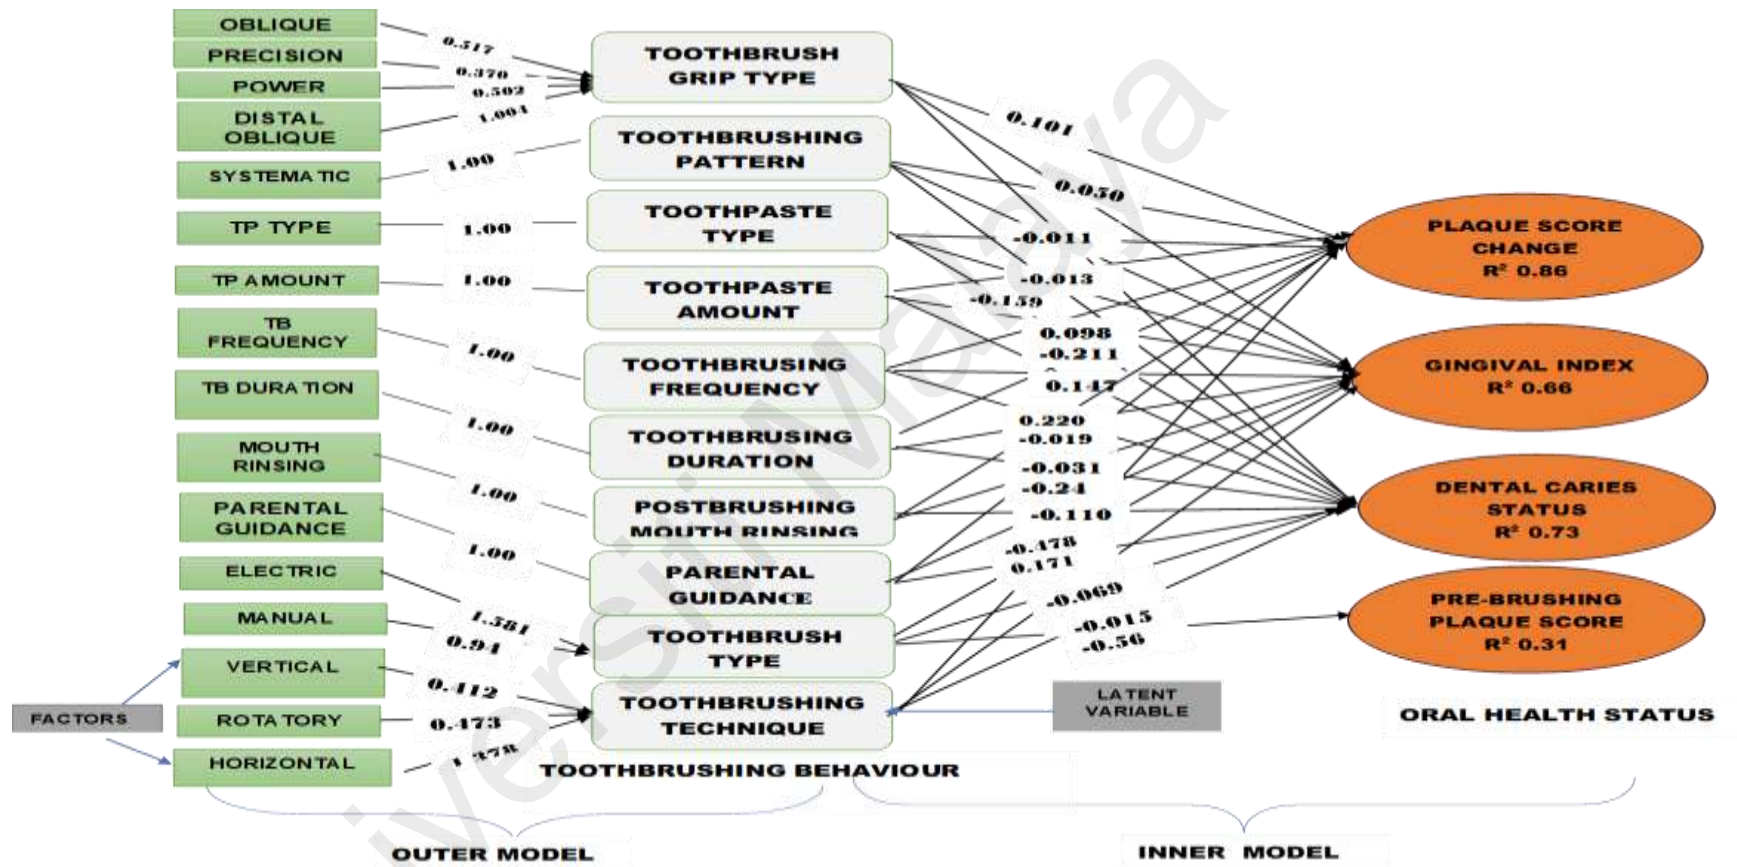 OBLIQUE
PRECISION
POWER
DISTAL
OBLIQUE
SYSTEMATIC
TP TYPE
TP AMOUNT
TB
FREQUENCY
TB DURATION
MOUTH
RINSING
PARENTAL
GUIDANCE
ELECTRIC
MANUAL
VERTICAL
ROTATORY
HORIZONTAL
FACTORS
0.517
0.370
0.502
1.004
1.00
1.00
1.00
1.00
1.00
1.00
1.00
1.381
0.94
0.412
0.473
1.378
TOOTHBRUSH
GRIP TYPE
TOOTHBRUSHING
PATTERN
TOOTHPASTE
TYPE
TOOTHPASTE
AMOUNT
TOOTHBRUSING
FREQUENCY
TOOTHBRUSING
DURATION
POSTBRUSHING
MOUTH RINSING
PARENTAL
GUIDANCE
TOOTHBRUSH
TYPE
TOOTHBRUSHING
TECHNIQUE
TOOTHBRUSHING BEHAVIOUR
0.101
0.050
-0.011
-0.013
-0.159
0.098
-0.211
0.147
0.220
-0.019
-0.031
-0.24
-0.110
-0.478
0.171
-0.069
-0.015
-0.56
LATENT
VARIABLE
PLAQUE SCORE
CHANGE
R² 0.86
GINGIVAL INDEX
R² 0.66
DENTAL CARIES
STATUS
R² 0.73
PRE-BRUSHING
PLAQUE SCORE
R² 0.31
ORAL HEALTH STATUS
OUTER MODEL
INNER MODEL
versiti Malaya